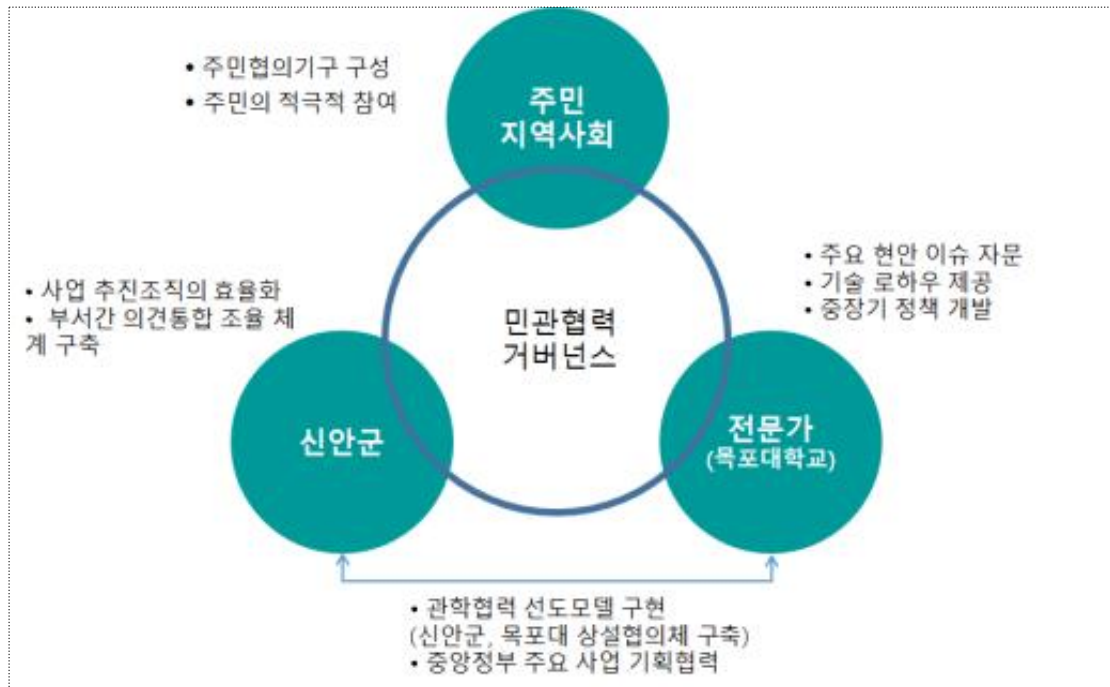 • 주민협의기구 구성
• 주민의 적극적 참여
주민
지역사회
• 주요 현안 이슈 자문
• 기술 로하우 제공
• 중장기 정책 개발
• 사업 추진조직의 효율화
• 부서간 의견통합 조율 체
계 구축
민관협력
거버넌스
신안군
전문가
(목포대학교)
• 관학협력 선도모델 구현
(신안군, 목포대 상설협의체 구축)
• 중앙정부 주요 사업 기획협력